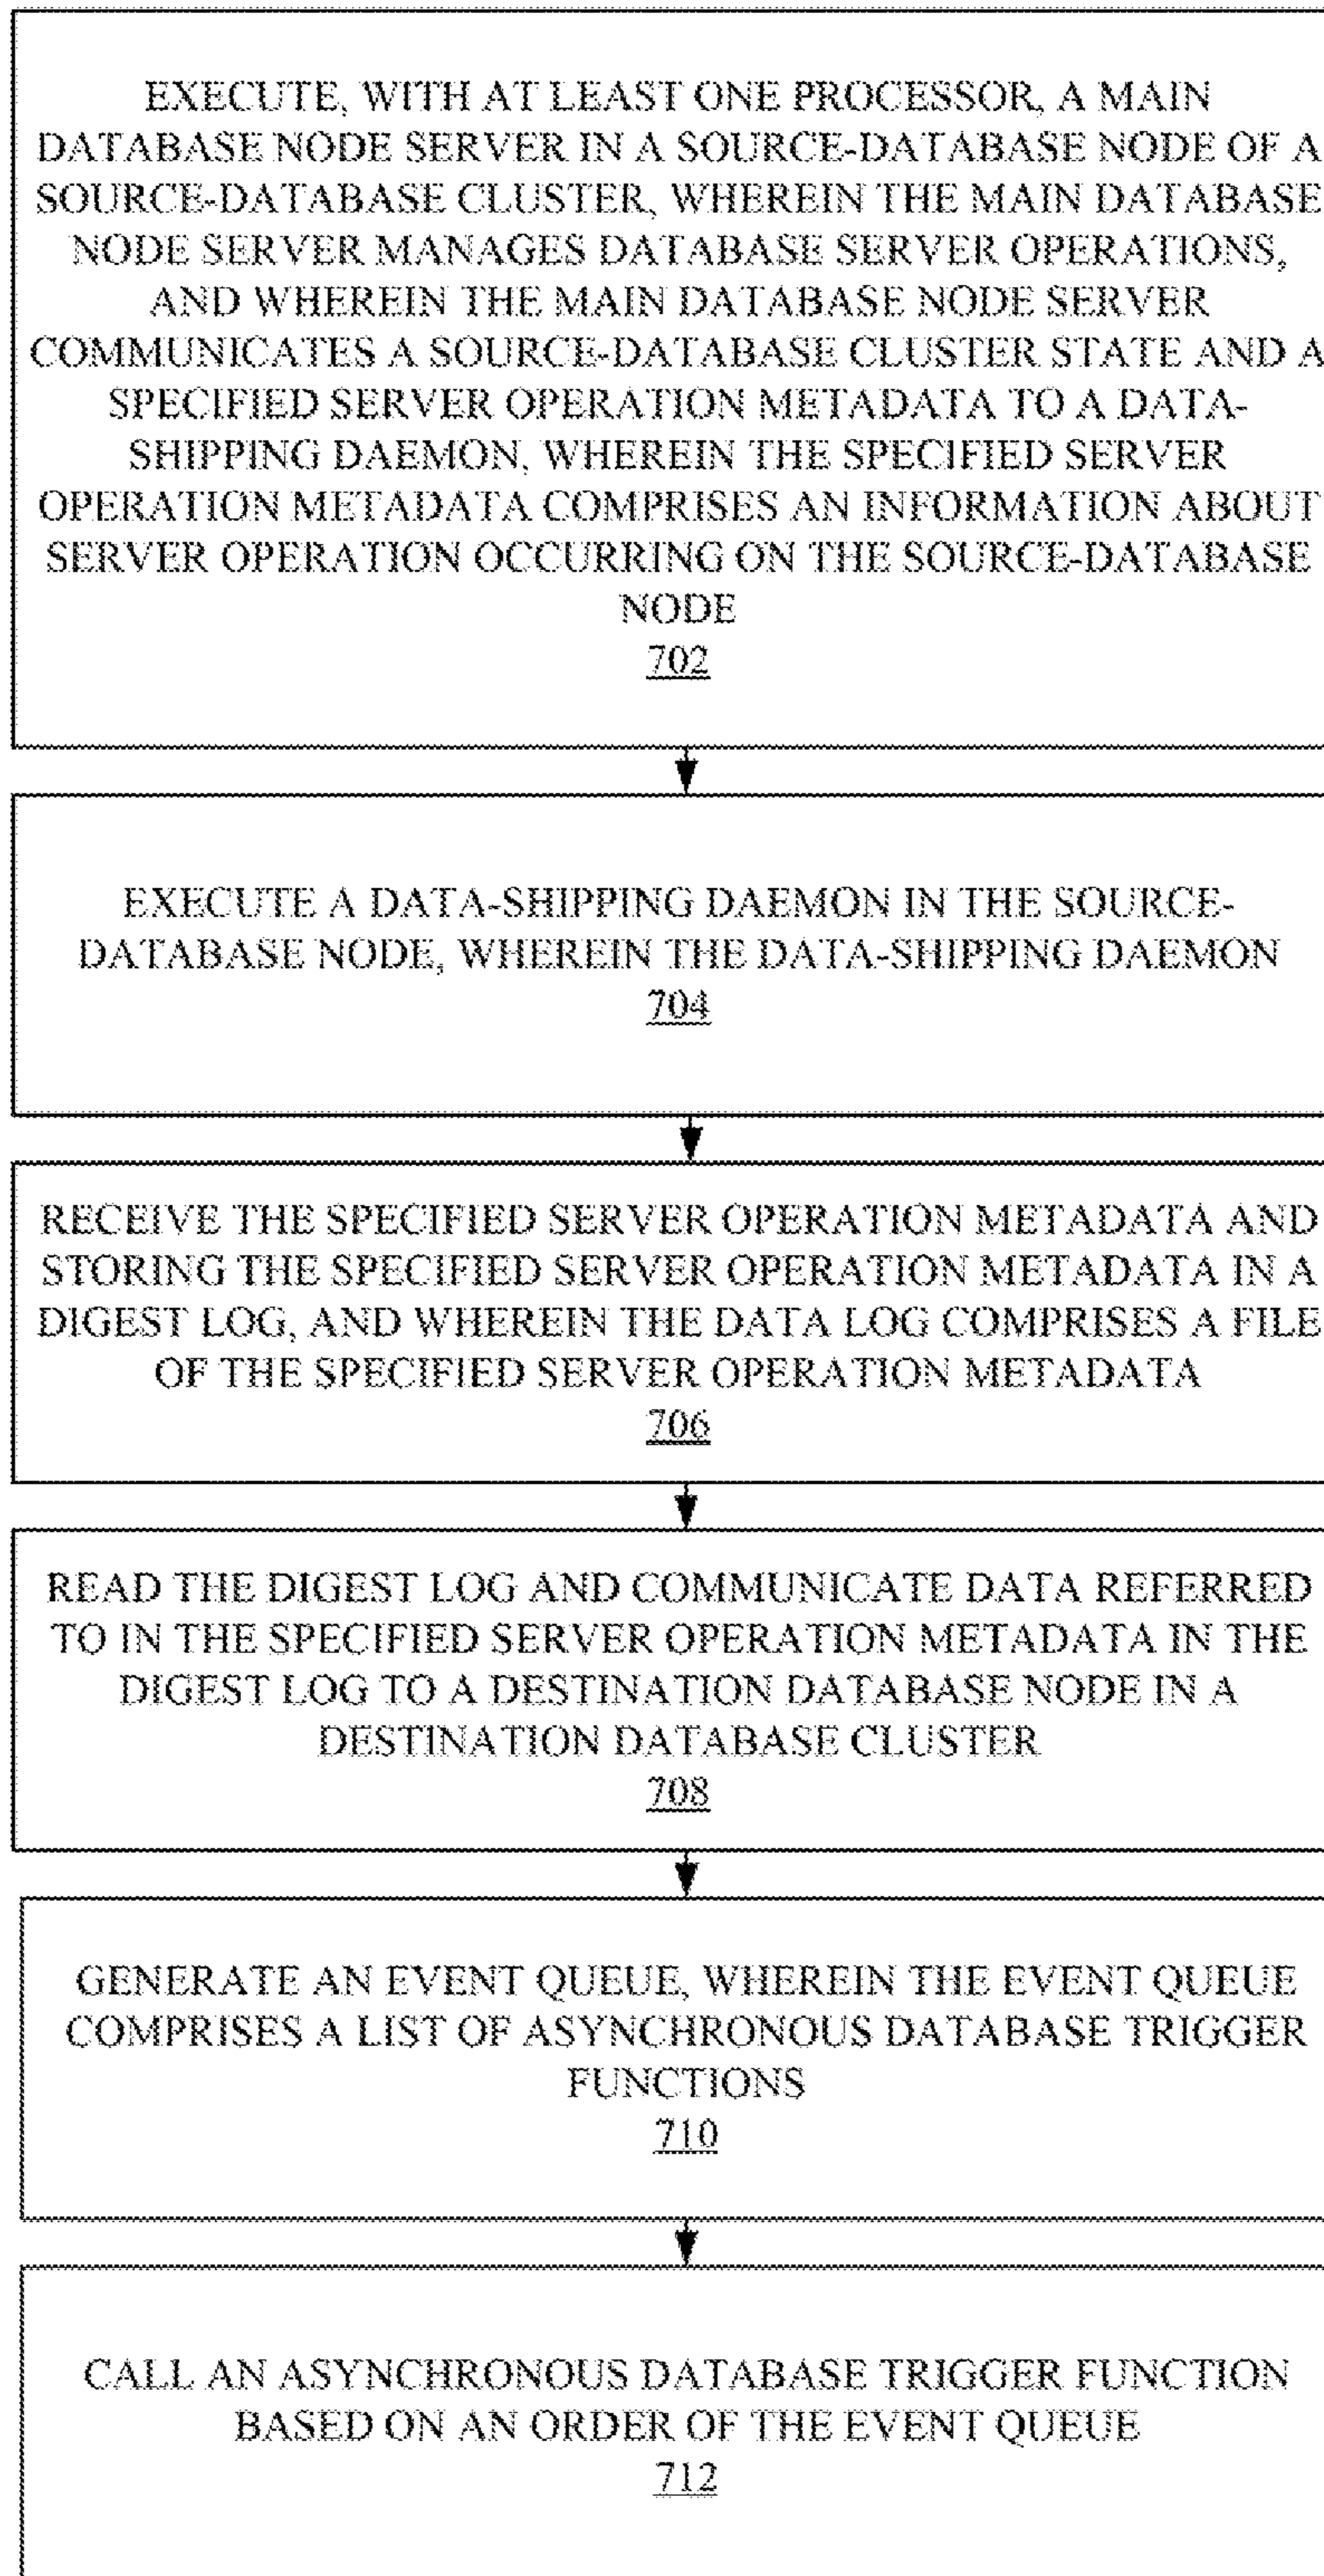 EXECUTE, WITH AT LEAST ONE PROCESSOR, A MAIN
DATABASE NODE SERVER IN A SOURCE-DATABASE NODE OF A
SOURCE-DATABASE CLUSTER, WHEREIN THE MAIN DATABASE
NODE SERVER MANAGES DATABASE SERVER OPERATIONS,
AND WHEREIN THE MAIN DATABASE NODE SERVER
COMMUNICATES A SOURCE-DATABASE CLUSTER STATE AND A
SPECIFIED SERVER OPERATION METADATA TO A DATA-
SHIPPING DAEMON, WHEREIN THE SPECIFIED SERVER
OPERATION METADATA COMPRISES AN INFORMATION ABOUT
SERVER OPERATION OCCURRING ON THE SOURCE-DATABASE
NODE
702
EXECUTE A DATA-SHIPPING DAEMON IN THE SOURCE-
DATABASE NODE, WHEREIN THE DATA-SHIPPING DAEMON
704
RECEIVE THE SPECIFIED SERVER OPERATION METADATA AND
STORING THE SPECIFIED SERVER OPERATION METADATA IN A
DIGEST LOG, AND WHEREIN THE DATA LOG COMPRISES A FILE
OF THE SPECIFIED SERVER OPERATION METADATA
706
READ THE DIGEST LOG AND COMMUNICATE DATA REFERRED
TO IN THE SPECIFIED SERVER OPERATION METADATA IN THE
DIGEST LOG TO A DESTINATION DATABASE NODE IN A
DESTINATION DATABASE CLUSTER
708
GENERATE AN EVENT QUEUE, WHEREIN THE EVENT QUEUE
COMPRISES A LIST OF ASYNCHRONOUS DATABASE TRIGGER
FUNCTIONS
710
CALL AN ASYNCHRONOUS DATABASE TRIGGER FUNCTION
BASED ON AN ORDER OF THE EVENT QUEUE
712